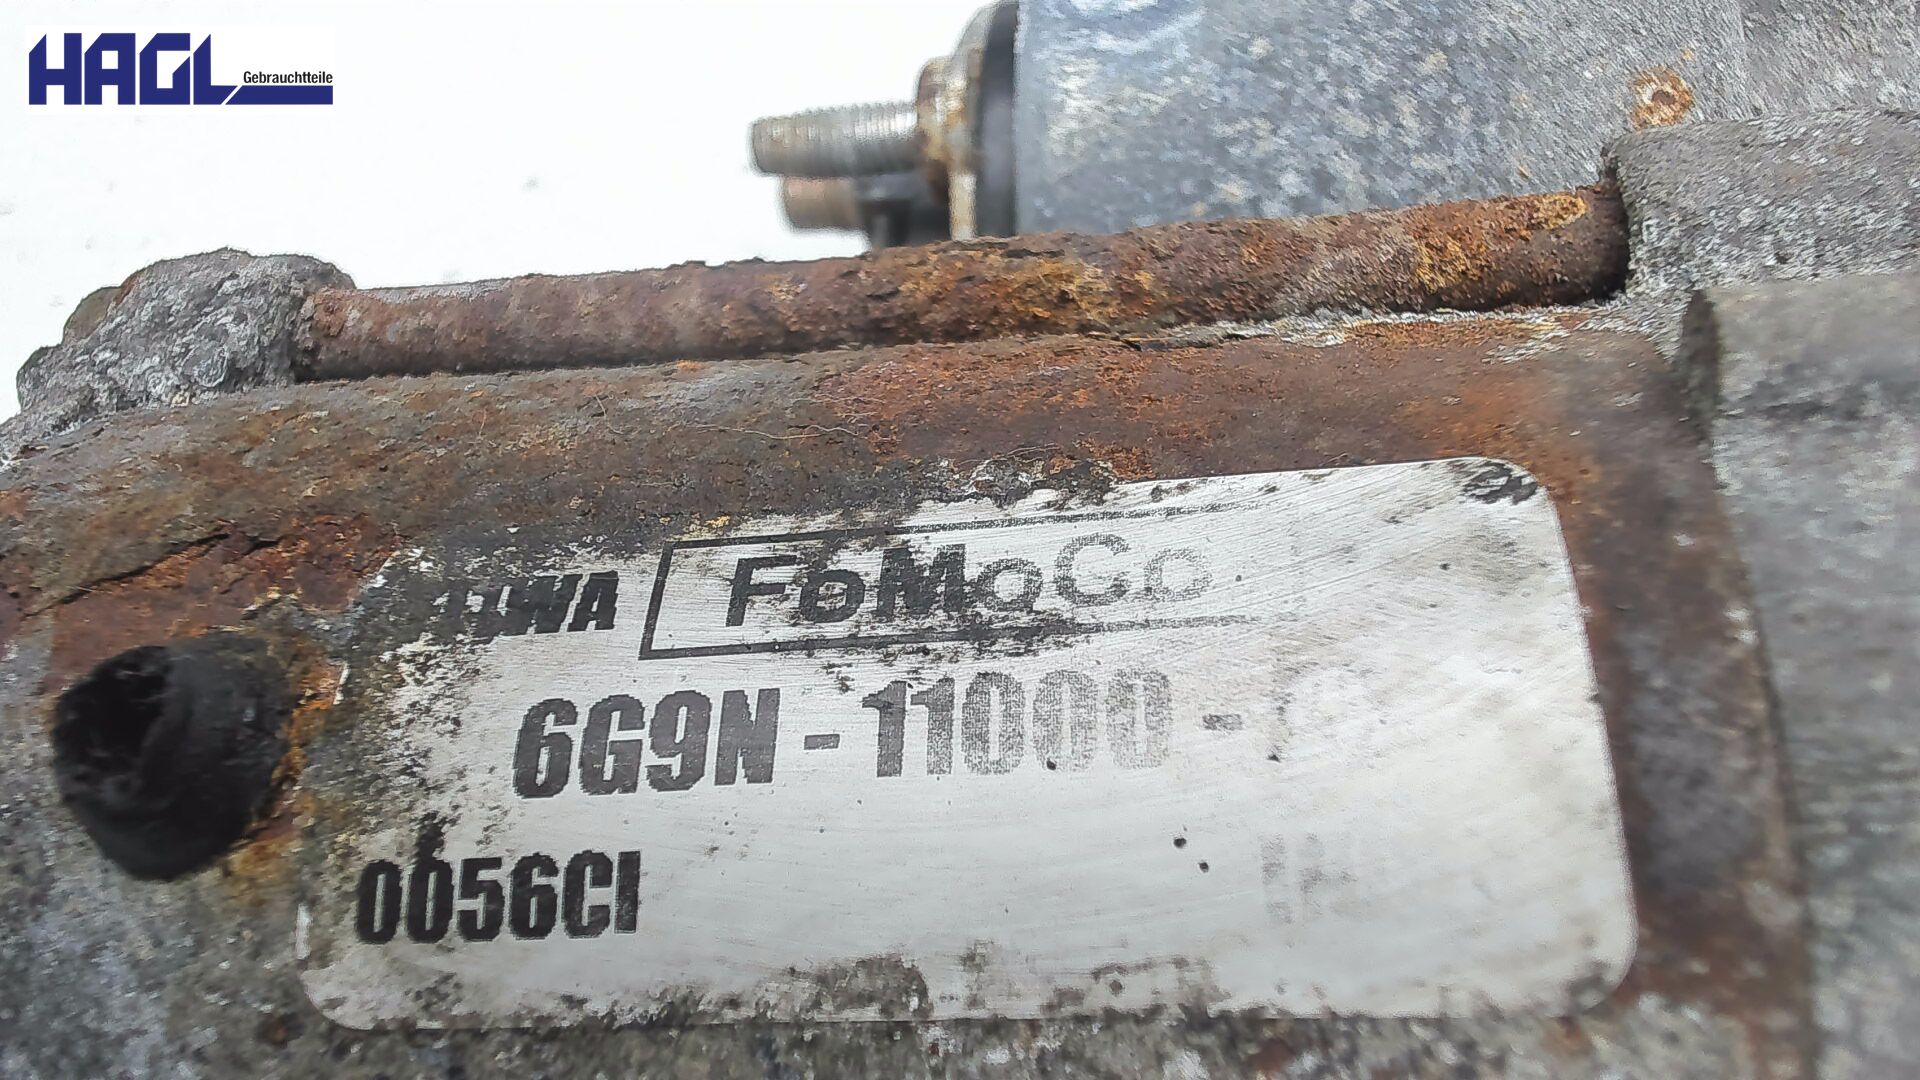 HAGL
Gebrauchtteile
FoMoCo
6G9N-11000-
0056CI